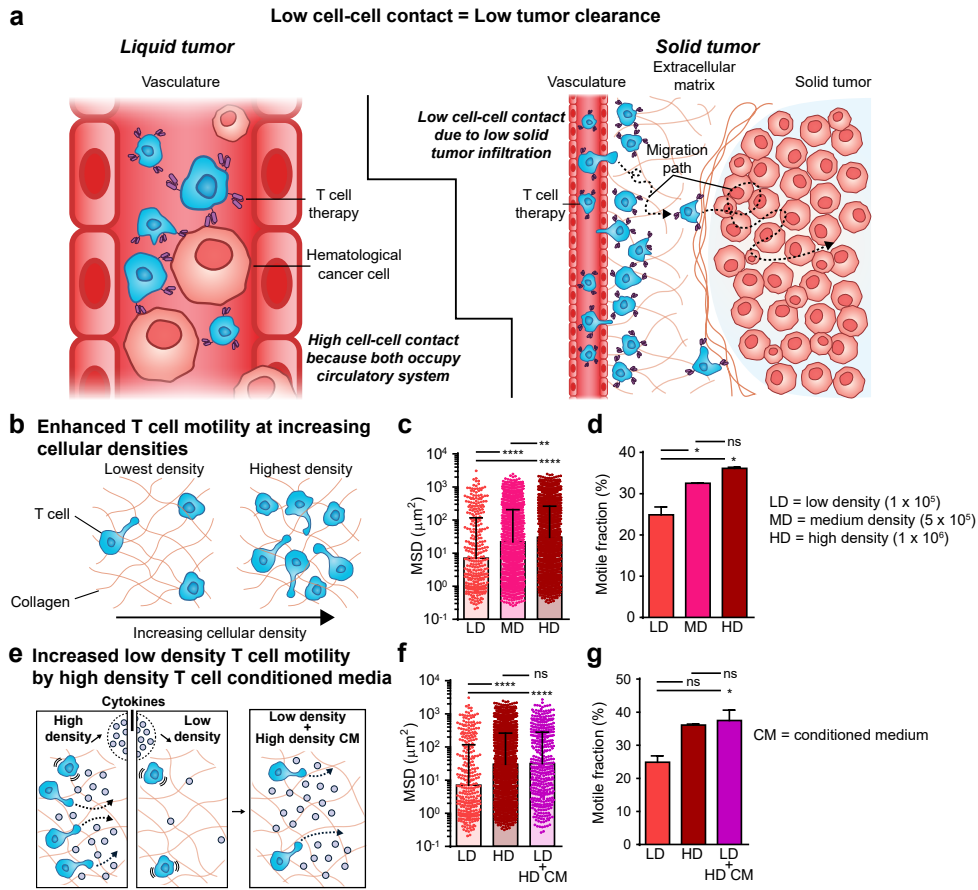 a
Low cell-cell contact = Low tumor clearance
Liquid tumor
Vasculature
T cell
therapy
Hematological
cancer cell
High cell-cell contact
because both occupy
circulatory system
Solid tumor
Vasculature
Extracellular
matrix
Solid tumor
Low cell-cell contact
due to low solid
tumor infiltration
Migration
path
T cell
therapy
b Enhanced T cell motility at increasing
cellular densities
Lowest density
Highest density
T cell
Collagen
Increasing cellular density
c
MSD (μm²)
10⁴
10³
10²
10¹
10⁰
10⁻¹
**
****
****
LD MD HD
d
Motile fraction (%)
40
30
20
10
0
ns
*
*
LD MD HD
LD = low density (1 x 10⁵)
MD = medium density (5 x 10⁵)
HD = high density (1 x 10⁶)
e Increased low density T cell motility
by high density T cell conditioned media
Cytokines
High
density
Low
density
Low density
+
High density CM
f
MSD (μm²)
10⁴
10³
10²
10¹
10⁰
10⁻¹
ns
****
****
LD HD LD
+
HD CM
g
Motile fraction (%)
50
40
30
20
10
0
ns
ns
*
LD HD LD
+
HD CM
CM = conditioned medium